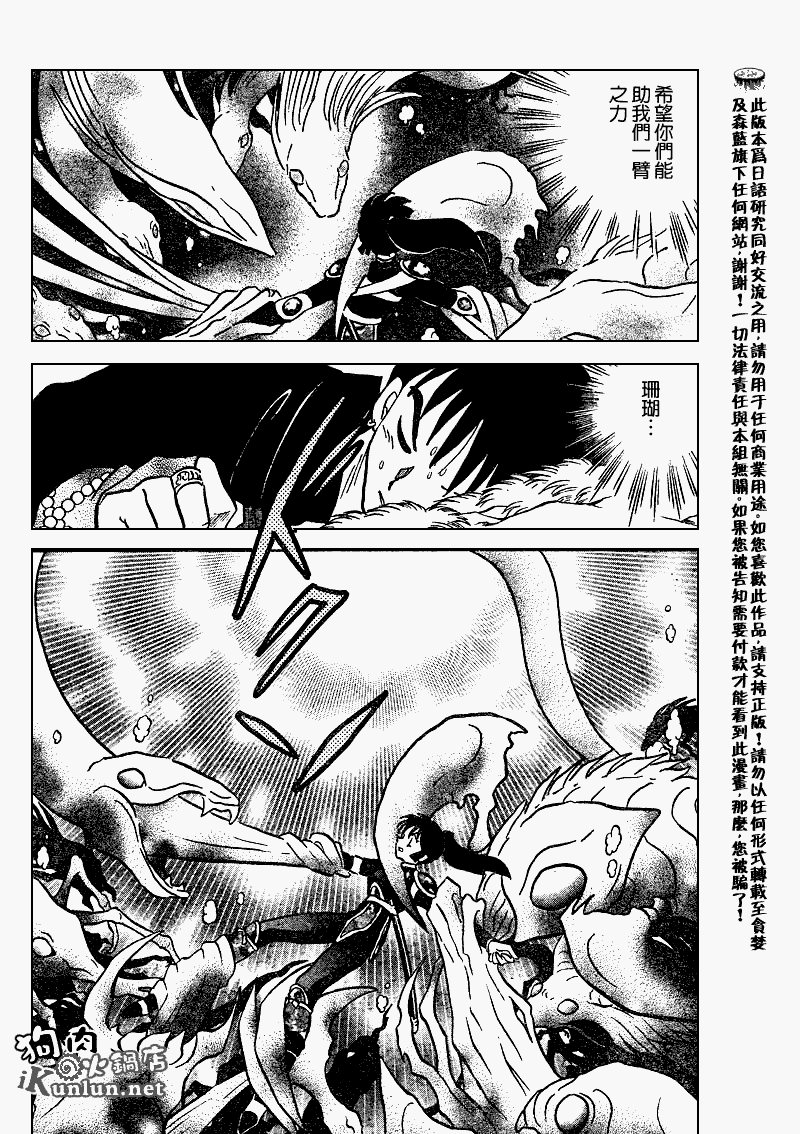 希望你們能
助我們一臂
之力
珊瑚…
ドクン
此版本爲日語研究同好交流之用,請勿用于任何商業用途。如您喜歡此作品,請支持正版!請勿以任何形式轉載至貪婪
及森藍旗下任何網站,謝謝!一切法律責任與本組無關。如果您被告知需要付款才能看到此漫畫,那麼,您被騙了!
狗肉
火鍋店
iKunlun.net